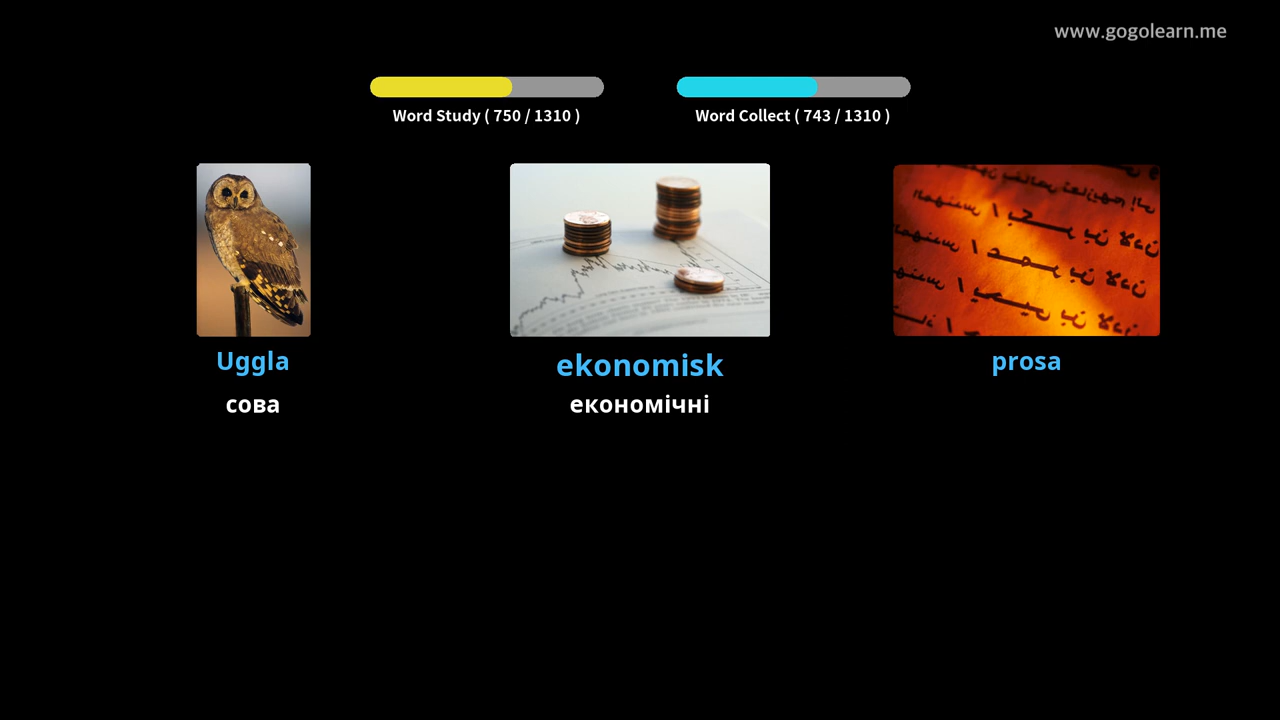 www.gogolearn.me
Word Study ( 750 / 1310 )
Word Collect ( 743 / 1310 )
Uggla
ekonomisk
prosa
сова
економічні